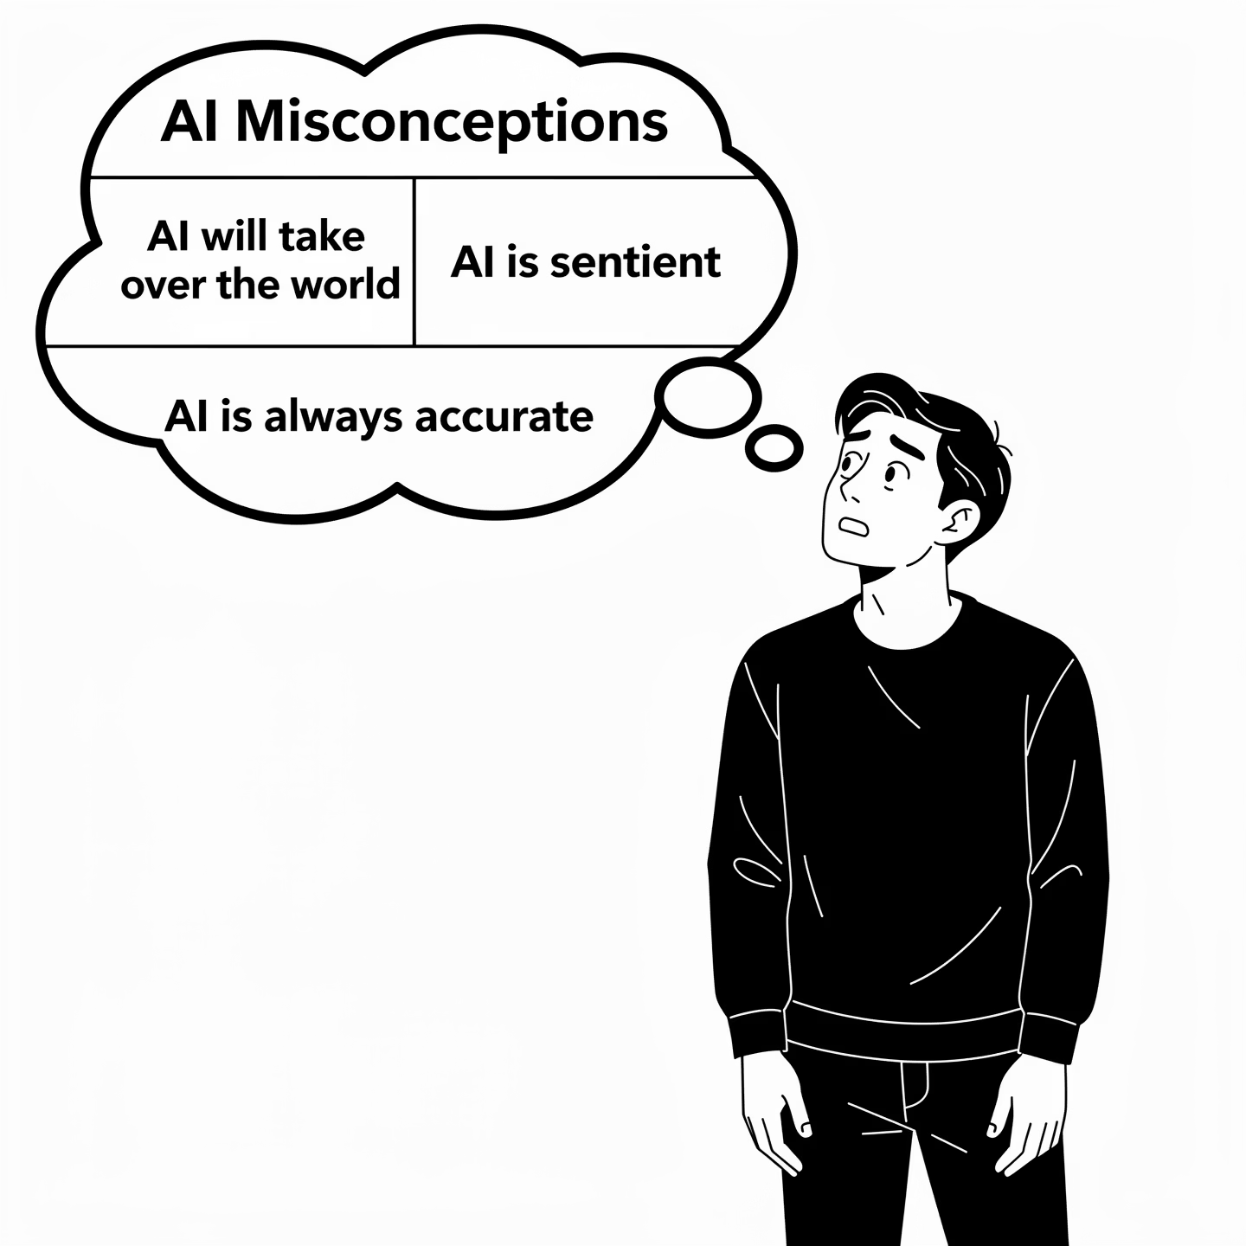 AI Misconceptions
AI will take
over the world
AI is sentient
AI is always accurate